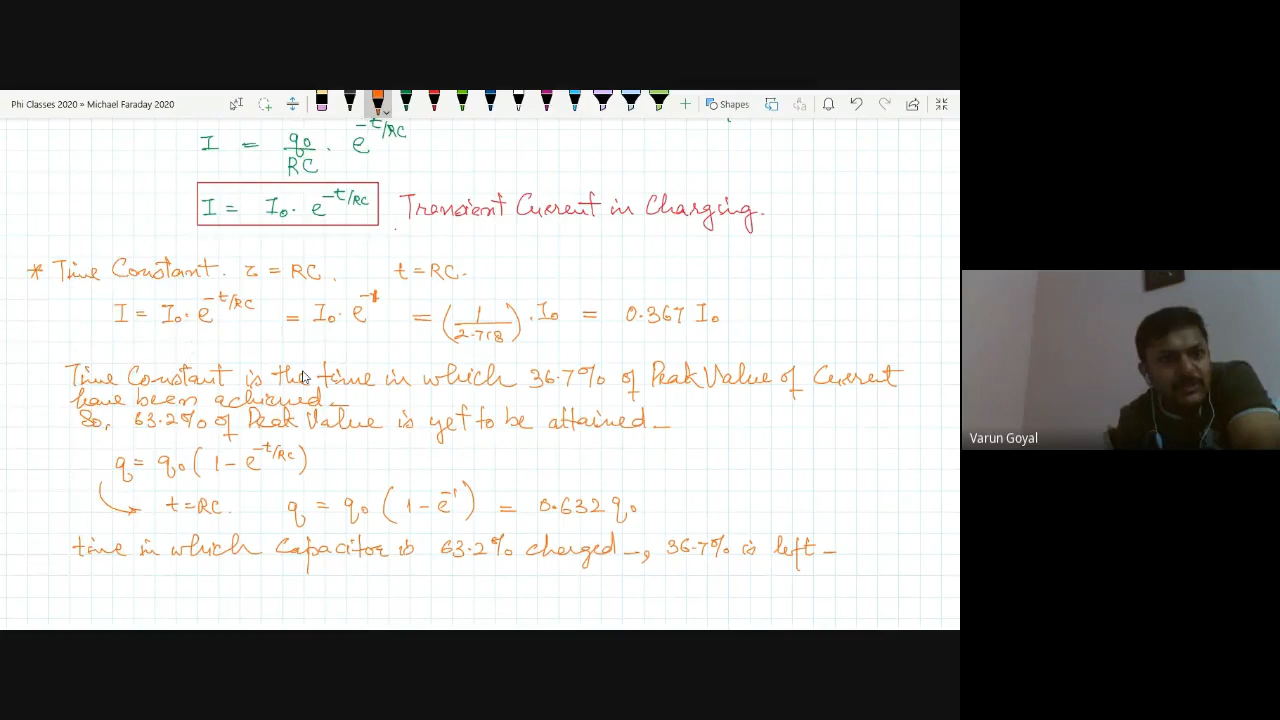 Phi Classes 2020 » Michael Faraday 2020
Shapes
I = q₀/RC · e^(-t/RC)
I = I₀ · e^(-t/RC) Transient Current in Charging.
* Time Constant. τ = RC. t = RC.
I = I₀ · e^(-t/RC) = I₀ · e^(-1) = (1/2.718) · I₀ = 0.367 I₀
Time Constant is the time in which 36.7% of Peak Value of Current
have been achieved –
So, 63.2% of Peak Value is yet to be attained –
q = q₀ (1 - e^(-t/RC))
t = RC. q = q₀ (1 - e^(-1)) = 0.632 q₀
time in which Capacitor is 63.2% charged –, 36.7% is left –
Varun Goyal